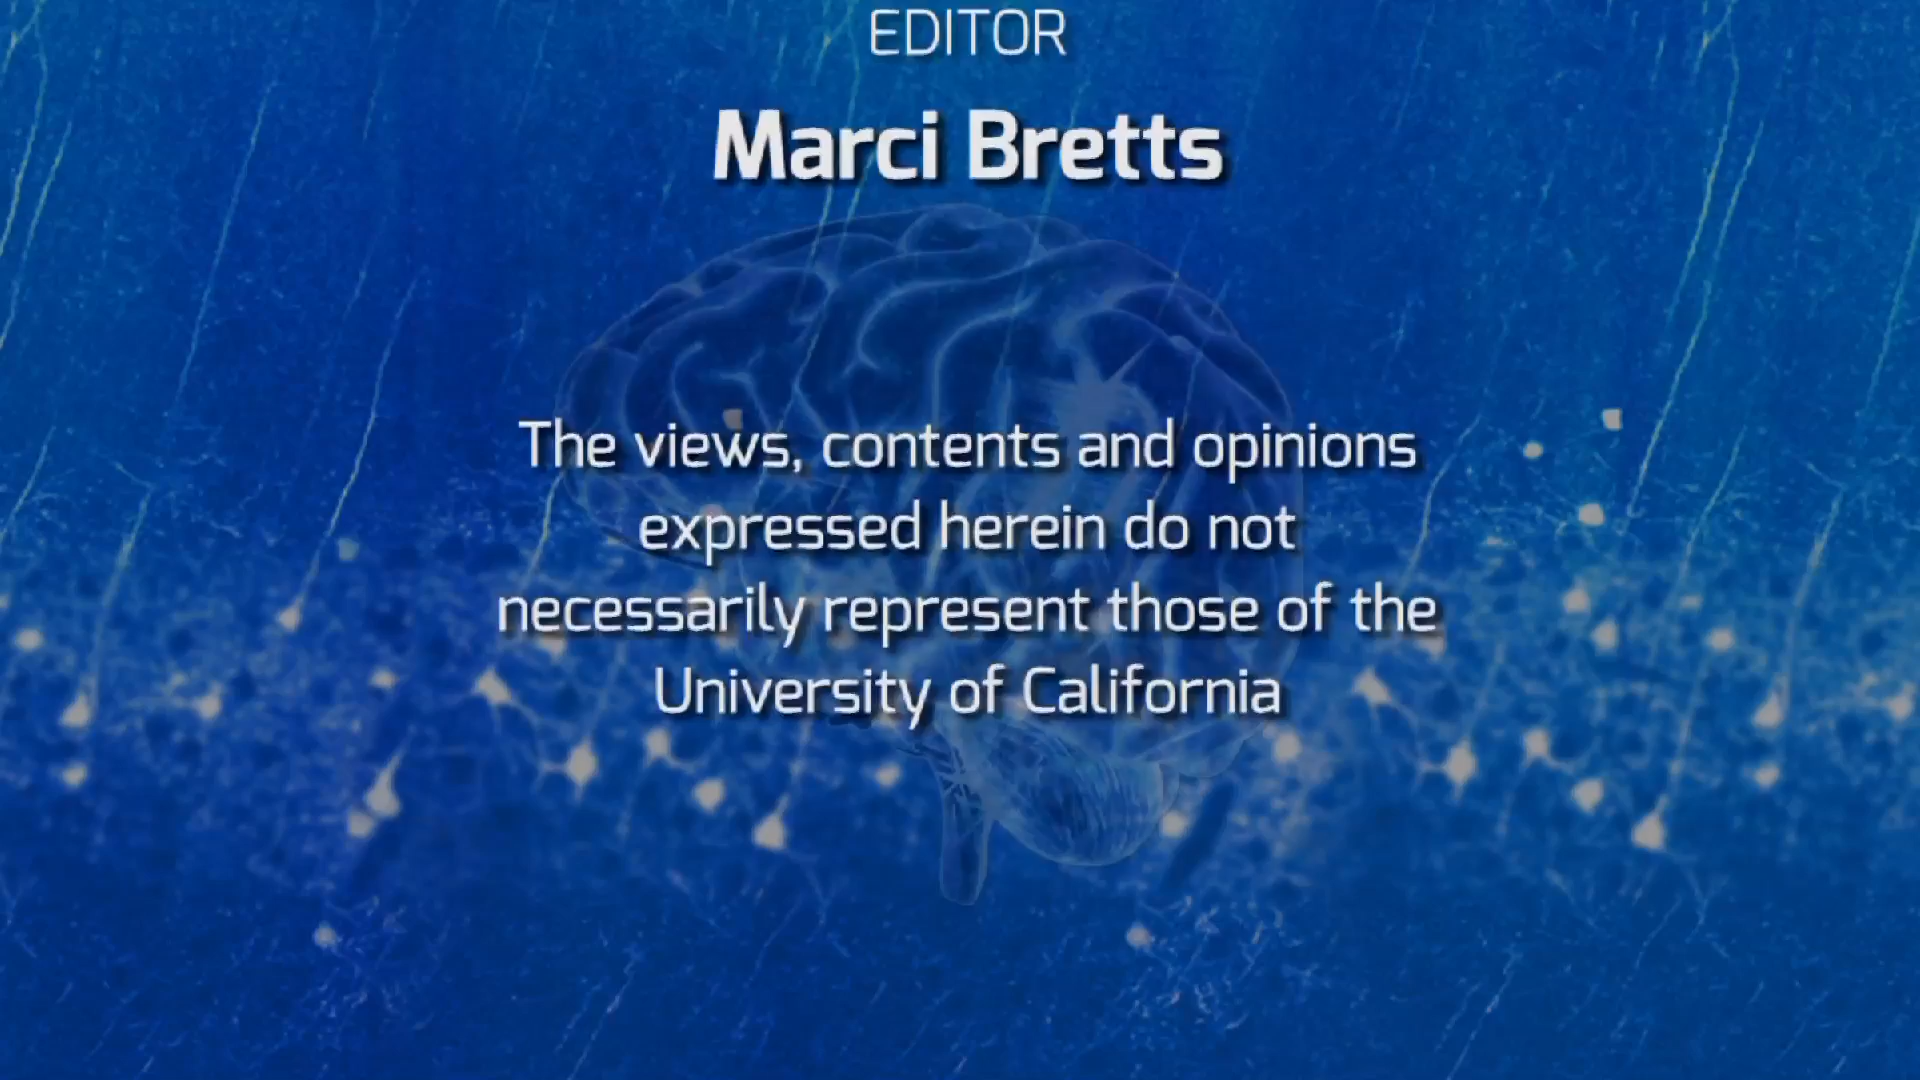 EDITOR
Marci Bretts
The views, contents and opinions
expressed herein do not
necessarily represent those of the
University of California